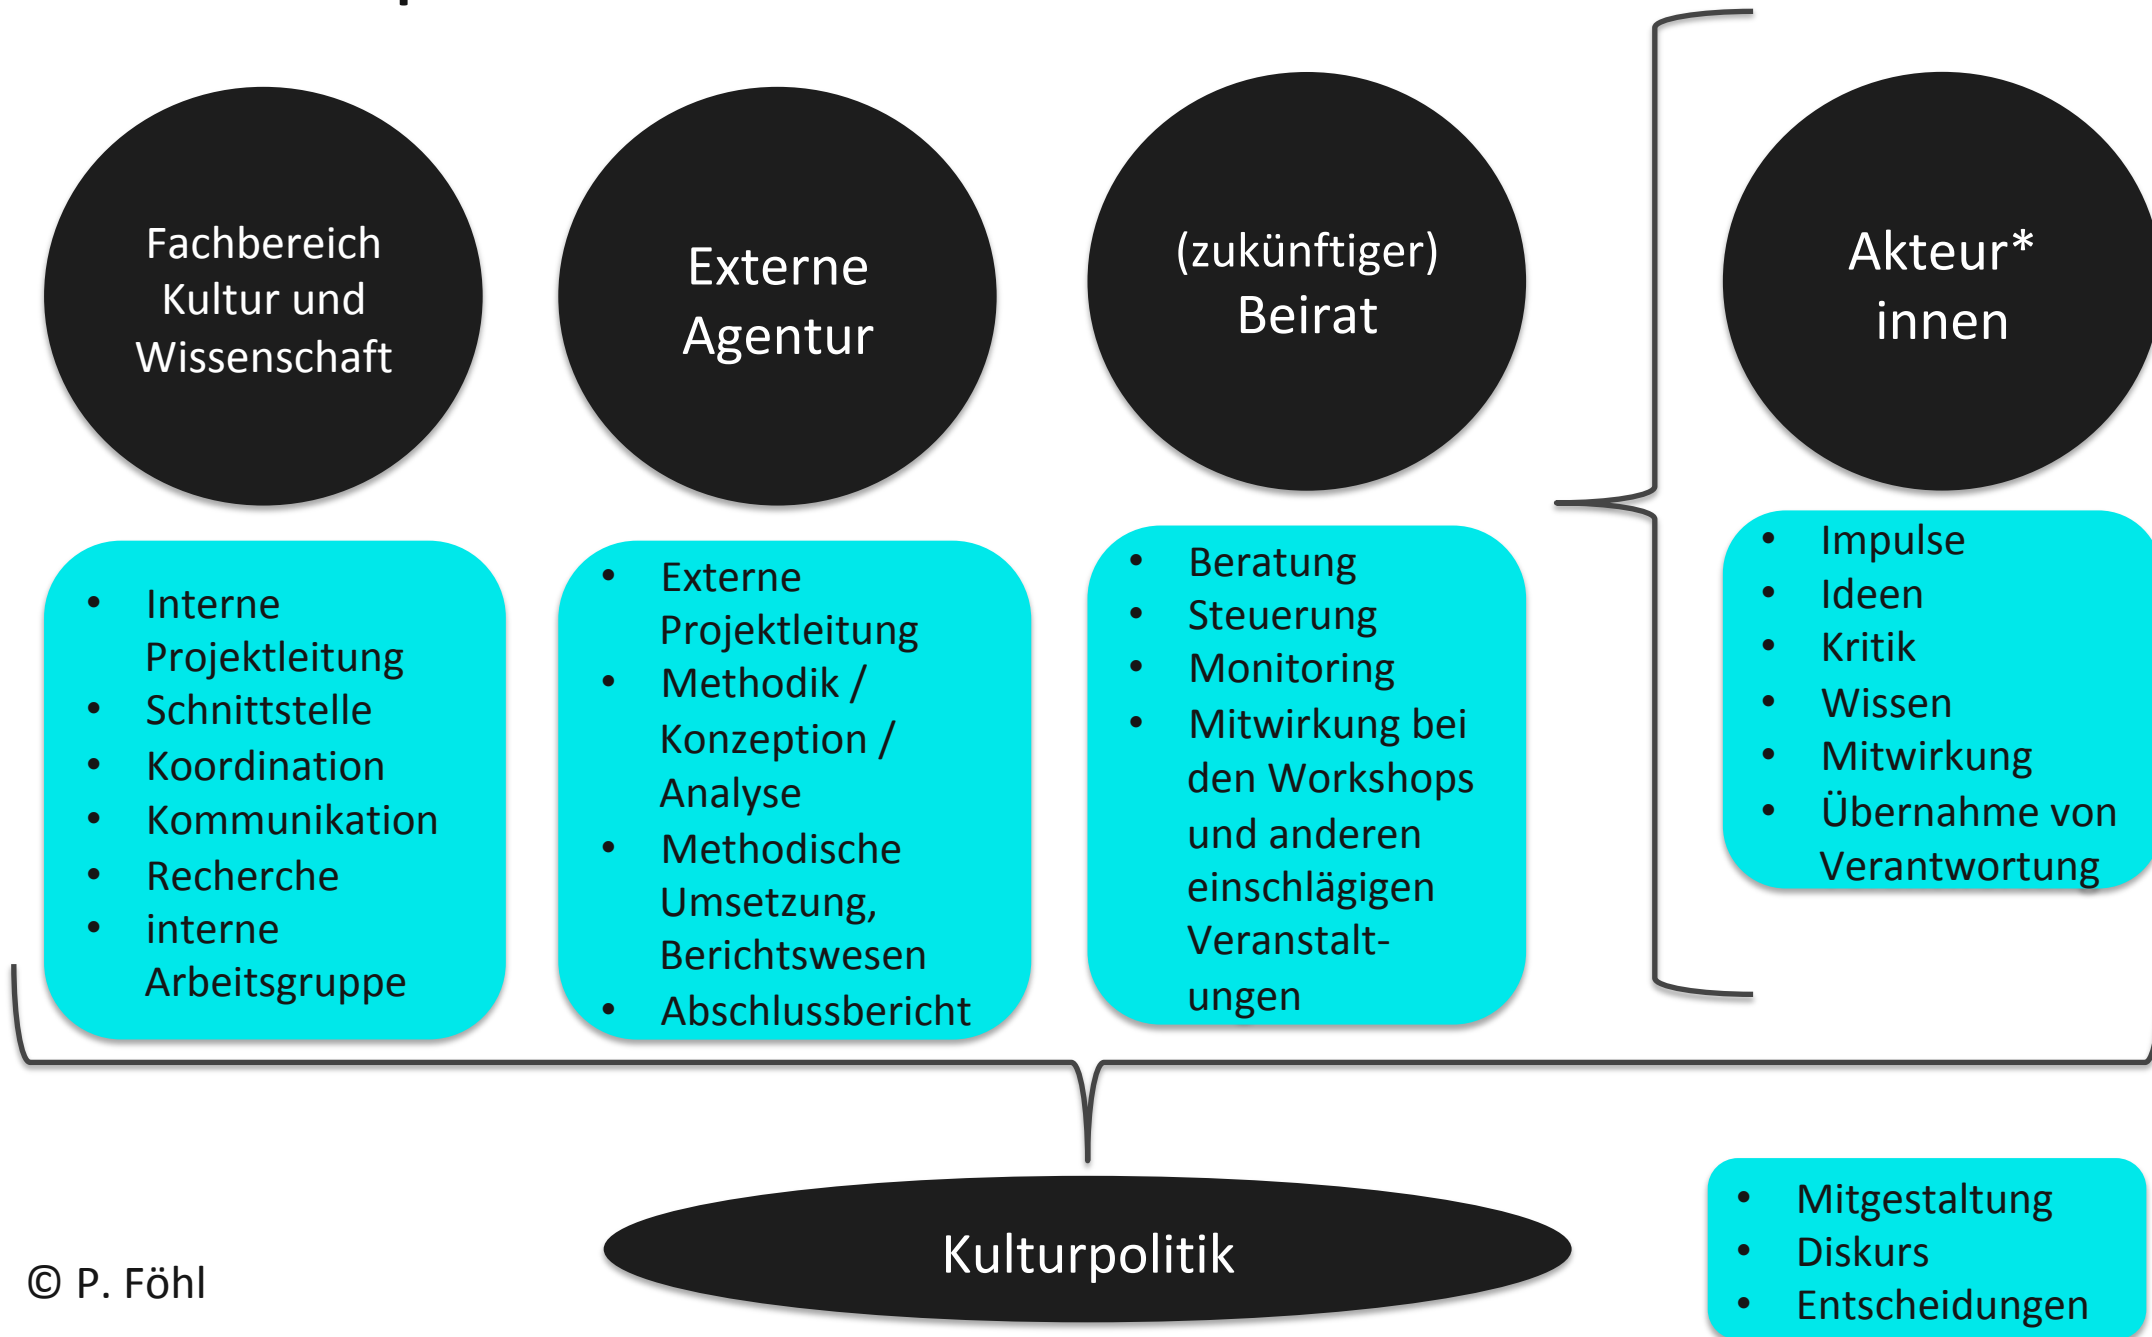 Fachbereich
Kultur und
Wissenschaft
• Interne
Projektleitung
• Schnittstelle
• Koordination
• Kommunikation
• Recherche
• interne
Arbeitsgruppe
Externe
Agentur
• Externe
Projektleitung
• Methodik /
Konzeption /
Analyse
• Methodische
Umsetzung,
Berichtswesen
• Abschlussbericht
(zukünftiger)
Beirat
• Beratung
• Steuerung
• Monitoring
• Mitwirkung bei
den Workshops
und anderen
einschlägigen
Veranstalt-
ungen
Akteur*
innen
• Impulse
• Ideen
• Kritik
• Wissen
• Mitwirkung
• Übernahme von
Verantwortung
Kulturpolitik
• Mitgestaltung
• Diskurs
• Entscheidungen
© P. Föhl